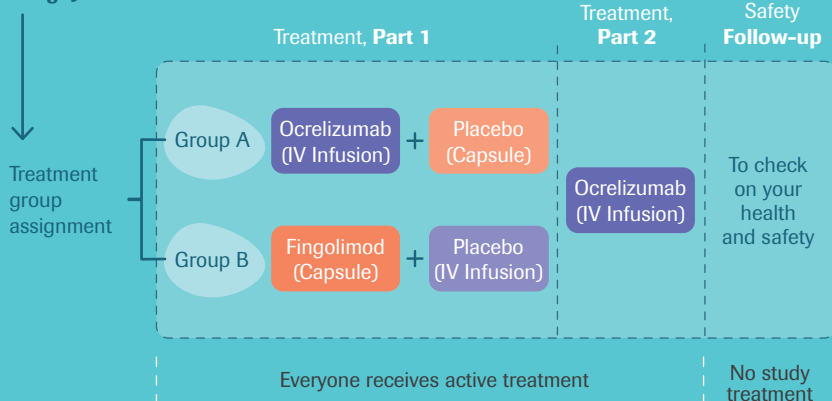 Treatment, Part 1
Treatment,
Part 2
Safety
Follow-up
Treatment
group
assignment
Group A
Ocrelizumab
(IV Infusion)
+
Placebo
(Capsule)
Group B
Fingolimod
(Capsule)
+
Placebo
(IV Infusion)
Ocrelizumab
(IV Infusion)
To check
on your
health
and safety
Everyone receives active treatment
No study
treatment